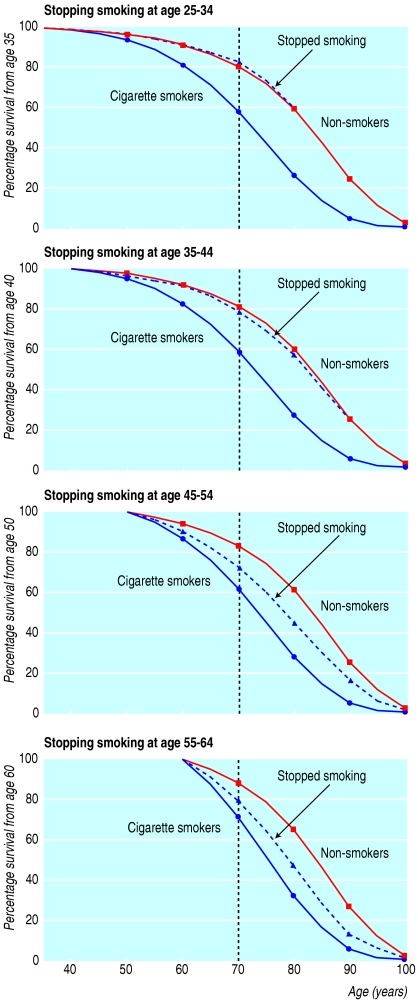 Stopping smoking at age 25-34
Percentage survival from age 35
100
80
60
40
20
0
Stopped smoking
Cigarette smokers
Non-smokers
Stopping smoking at age 35-44
Percentage survival from age 40
100
80
60
40
20
0
Stopped smoking
Cigarette smokers
Non-smokers
Stopping smoking at age 45-54
Percentage survival from age 50
100
80
60
40
20
0
Stopped smoking
Cigarette smokers
Non-smokers
Stopping smoking at age 55-64
Percentage survival from age 60
100
80
60
40
20
0
Stopped smoking
Cigarette smokers
Non-smokers
40 50 60 70 80 90 100
Age (years)